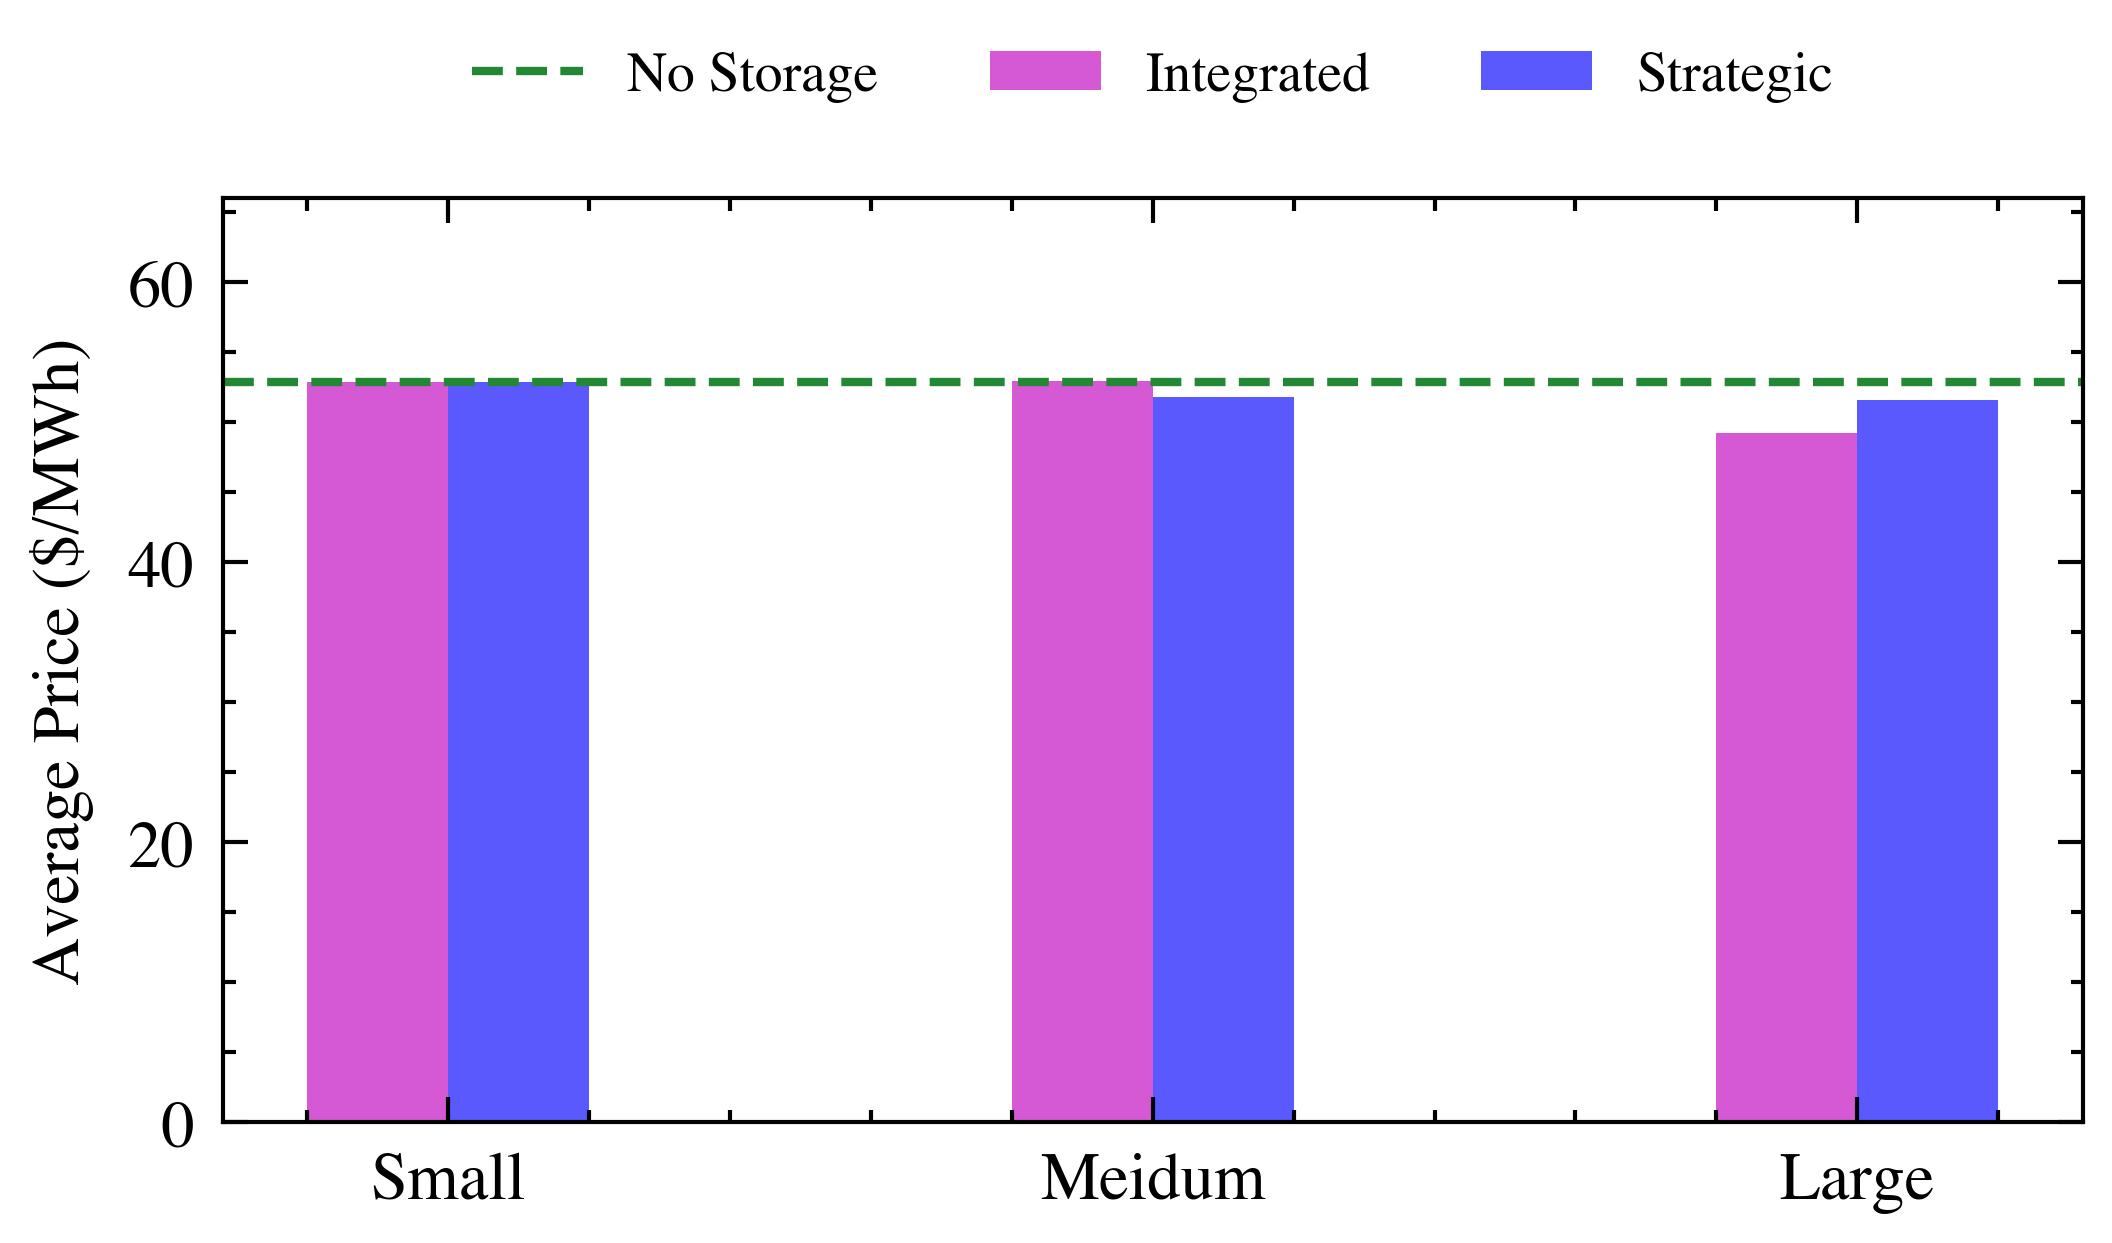 No Storage Integrated Strategic
Average Price ($/MWh)
60
40
20
0
Small Meidum Large